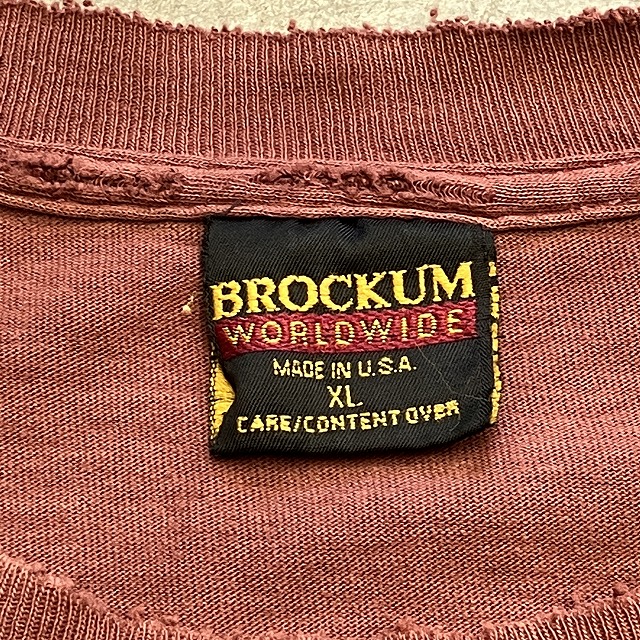 BROCKUM
WORLDWIDE
MADE IN U.S.A.
XL
CARE/CONTENT OVER